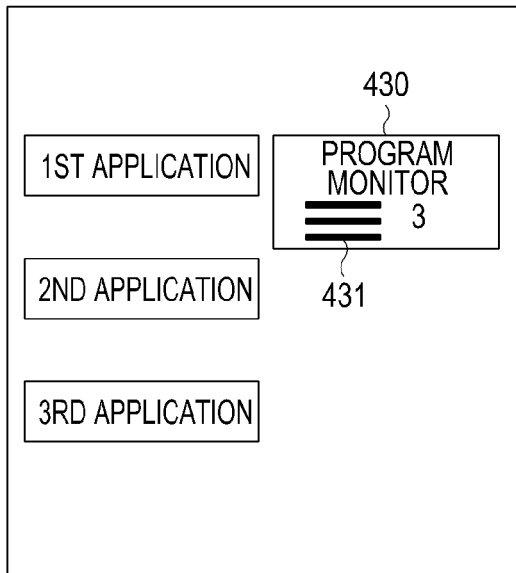 430
1ST APPLICATION
PROGRAM
MONITOR
3
431
2ND APPLICATION
3RD APPLICATION